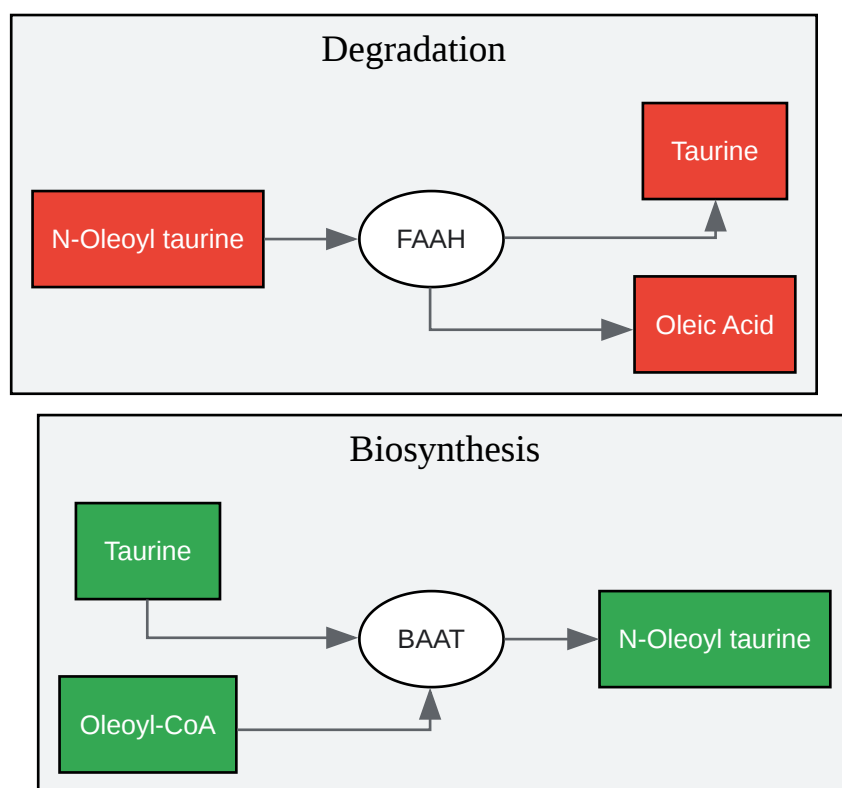 Degradation
Taurine
N-Oleoyl taurine
FAAH
Oleic Acid
Biosynthesis
Taurine
BAAT
N-Oleoyl taurine
Oleoyl-CoA